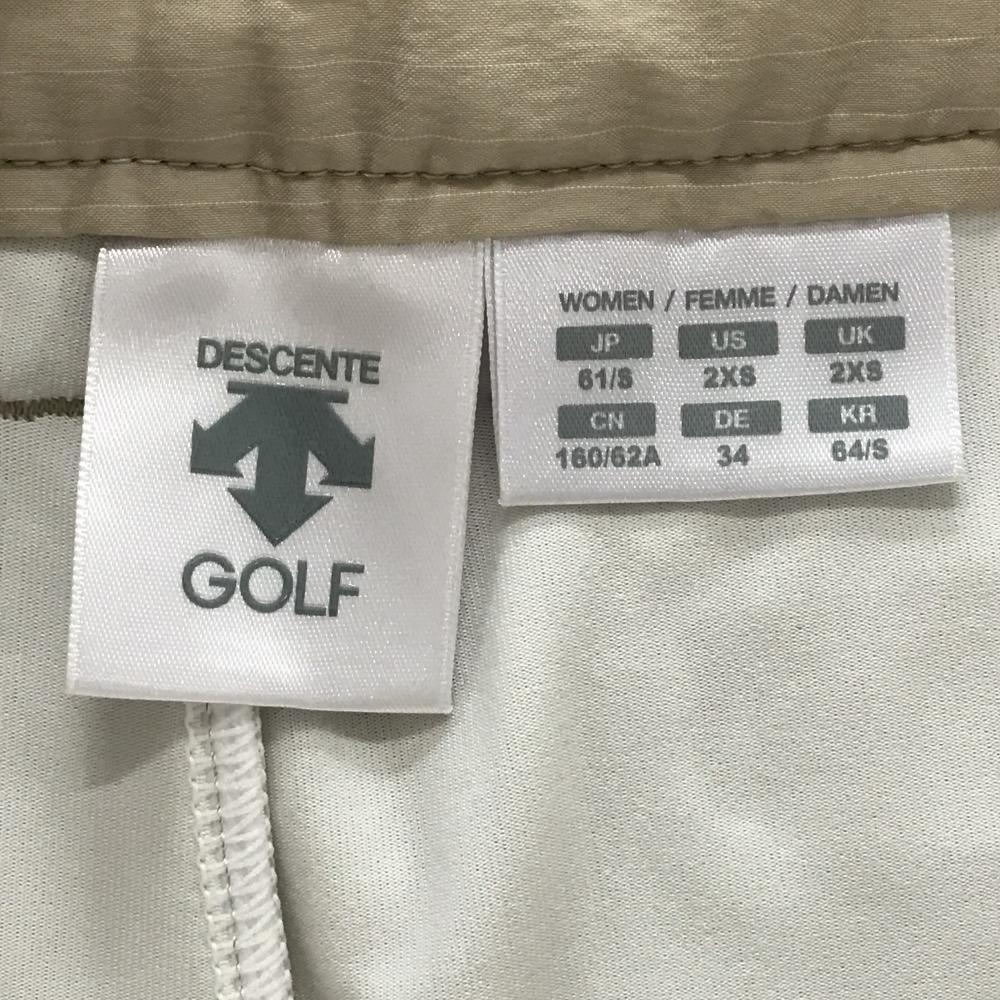 DESCENTE
GOLF
WOMEN / FEMME / DAMEN
JP US UK
61/S 2XS 2XS
CN DE KR
160/62A 34 64/S